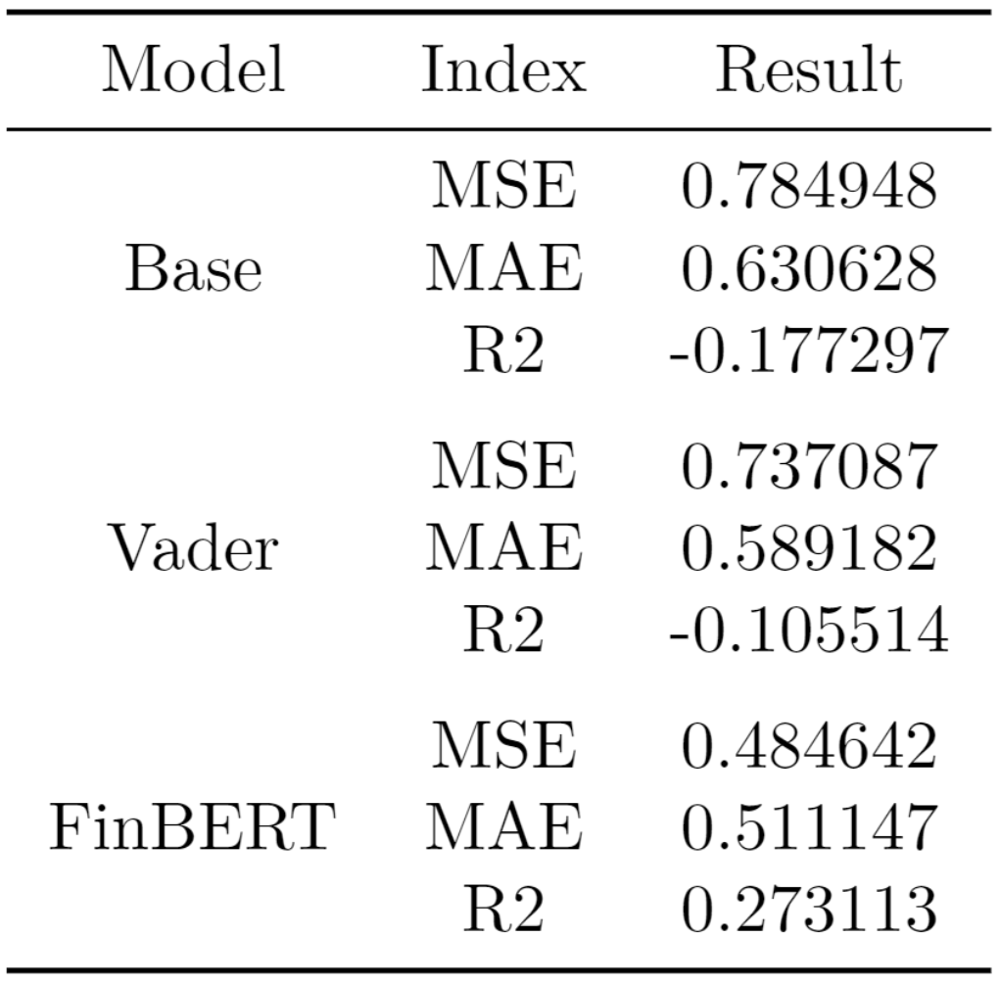 Model Index Result
MSE 0.784948
Base MAE 0.630628
R2 -0.177297
MSE 0.737087
Vader MAE 0.589182
R2 -0.105514
MSE 0.484642
FinBERT MAE 0.511147
R2 0.273113